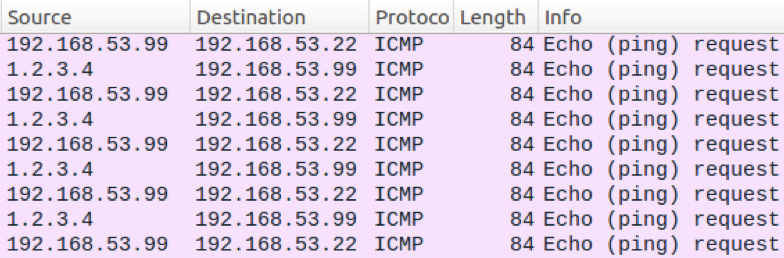 Source Destination Protoco Length Info
192.168.53.99 192.168.53.22 ICMP 84 Echo (ping) request
1.2.3.4 192.168.53.99 ICMP 84 Echo (ping) request
192.168.53.99 192.168.53.22 ICMP 84 Echo (ping) request
1.2.3.4 192.168.53.99 ICMP 84 Echo (ping) request
192.168.53.99 192.168.53.22 ICMP 84 Echo (ping) request
1.2.3.4 192.168.53.99 ICMP 84 Echo (ping) request
192.168.53.99 192.168.53.22 ICMP 84 Echo (ping) request
1.2.3.4 192.168.53.99 ICMP 84 Echo (ping) request
192.168.53.99 192.168.53.22 ICMP 84 Echo (ping) request